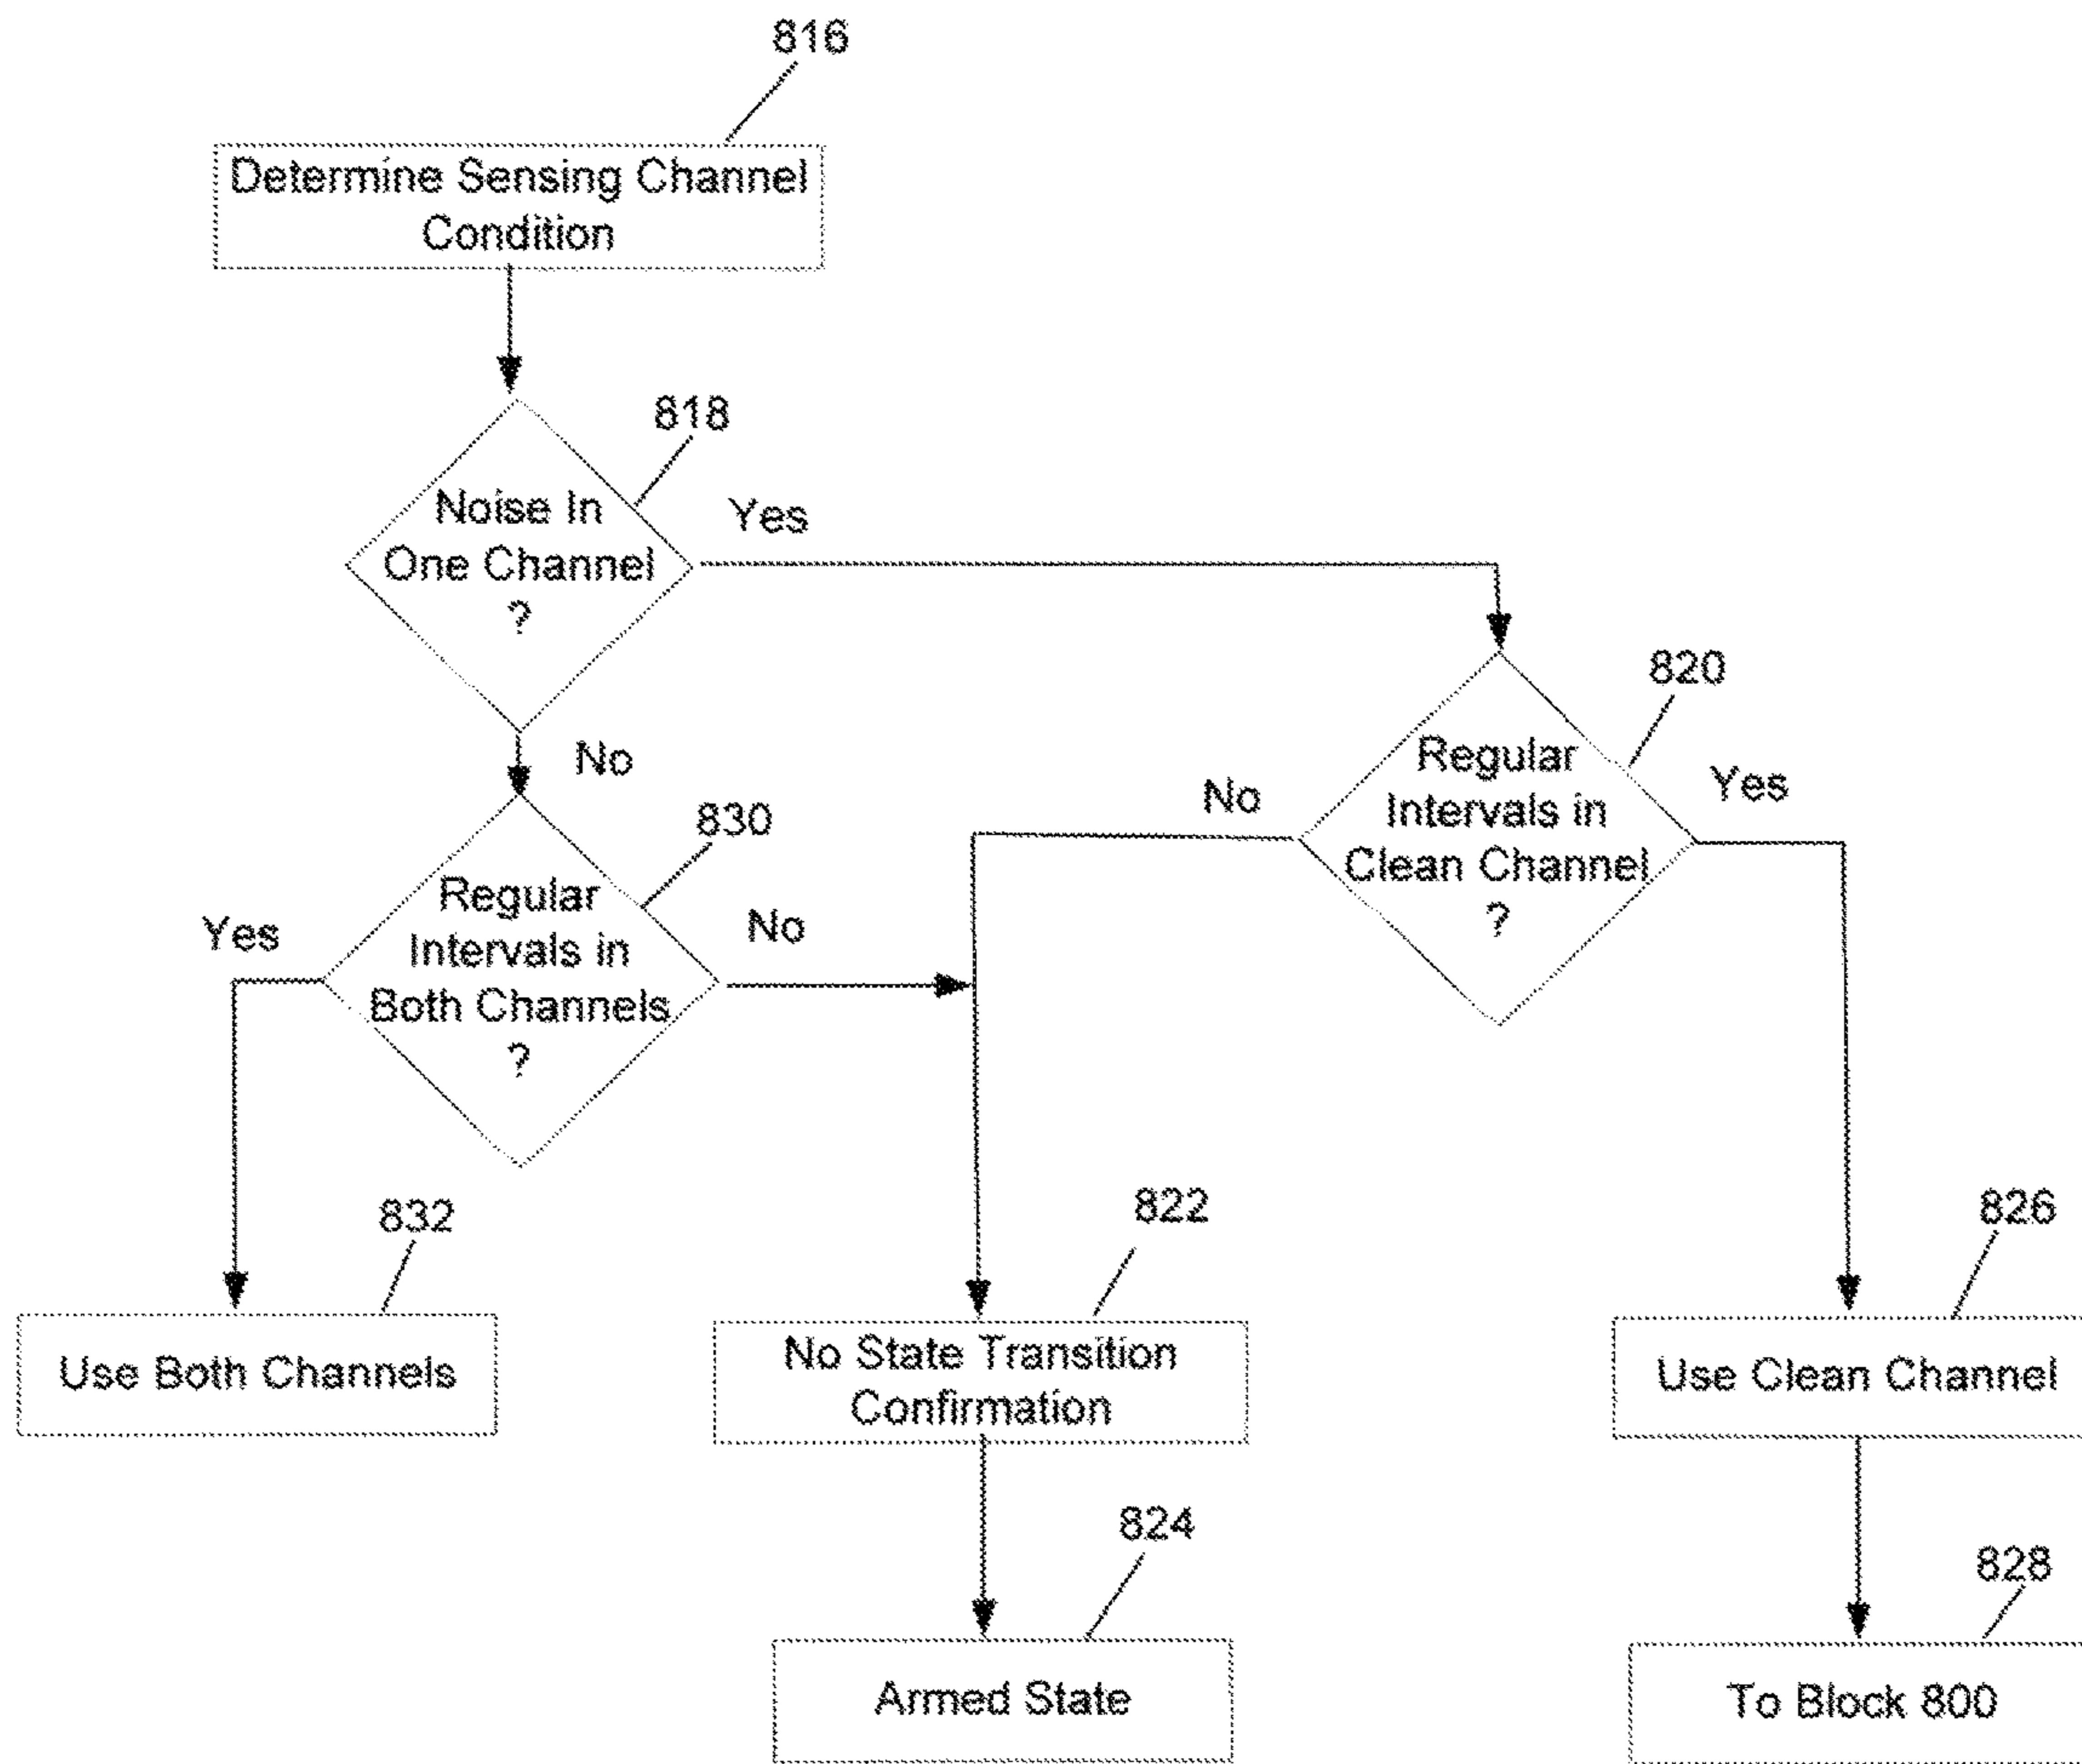 816
Determine Sensing Channel
Condition
818
Noise In
One Channel
?
Yes
820
Regular
Intervals in
Clean Channel
?
No
Yes
No
830
Regular
Intervals in
Both Channels
?
Yes
No
832
Use Both Channels
822
No State Transition
Confirmation
826
Use Clean Channel
824
Armed State
828
To Block 800